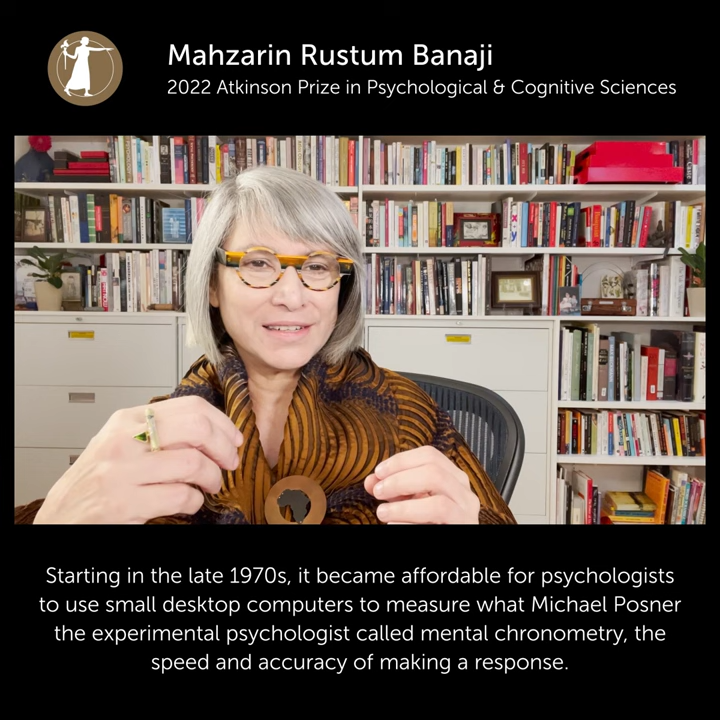 Mahzarin Rustum Banaji
2022 Atkinson Prize in Psychological & Cognitive Sciences
Starting in the late 1970s, it became affordable for psychologists
to use small desktop computers to measure what Michael Posner
the experimental psychologist called mental chronometry, the
speed and accuracy of making a response.